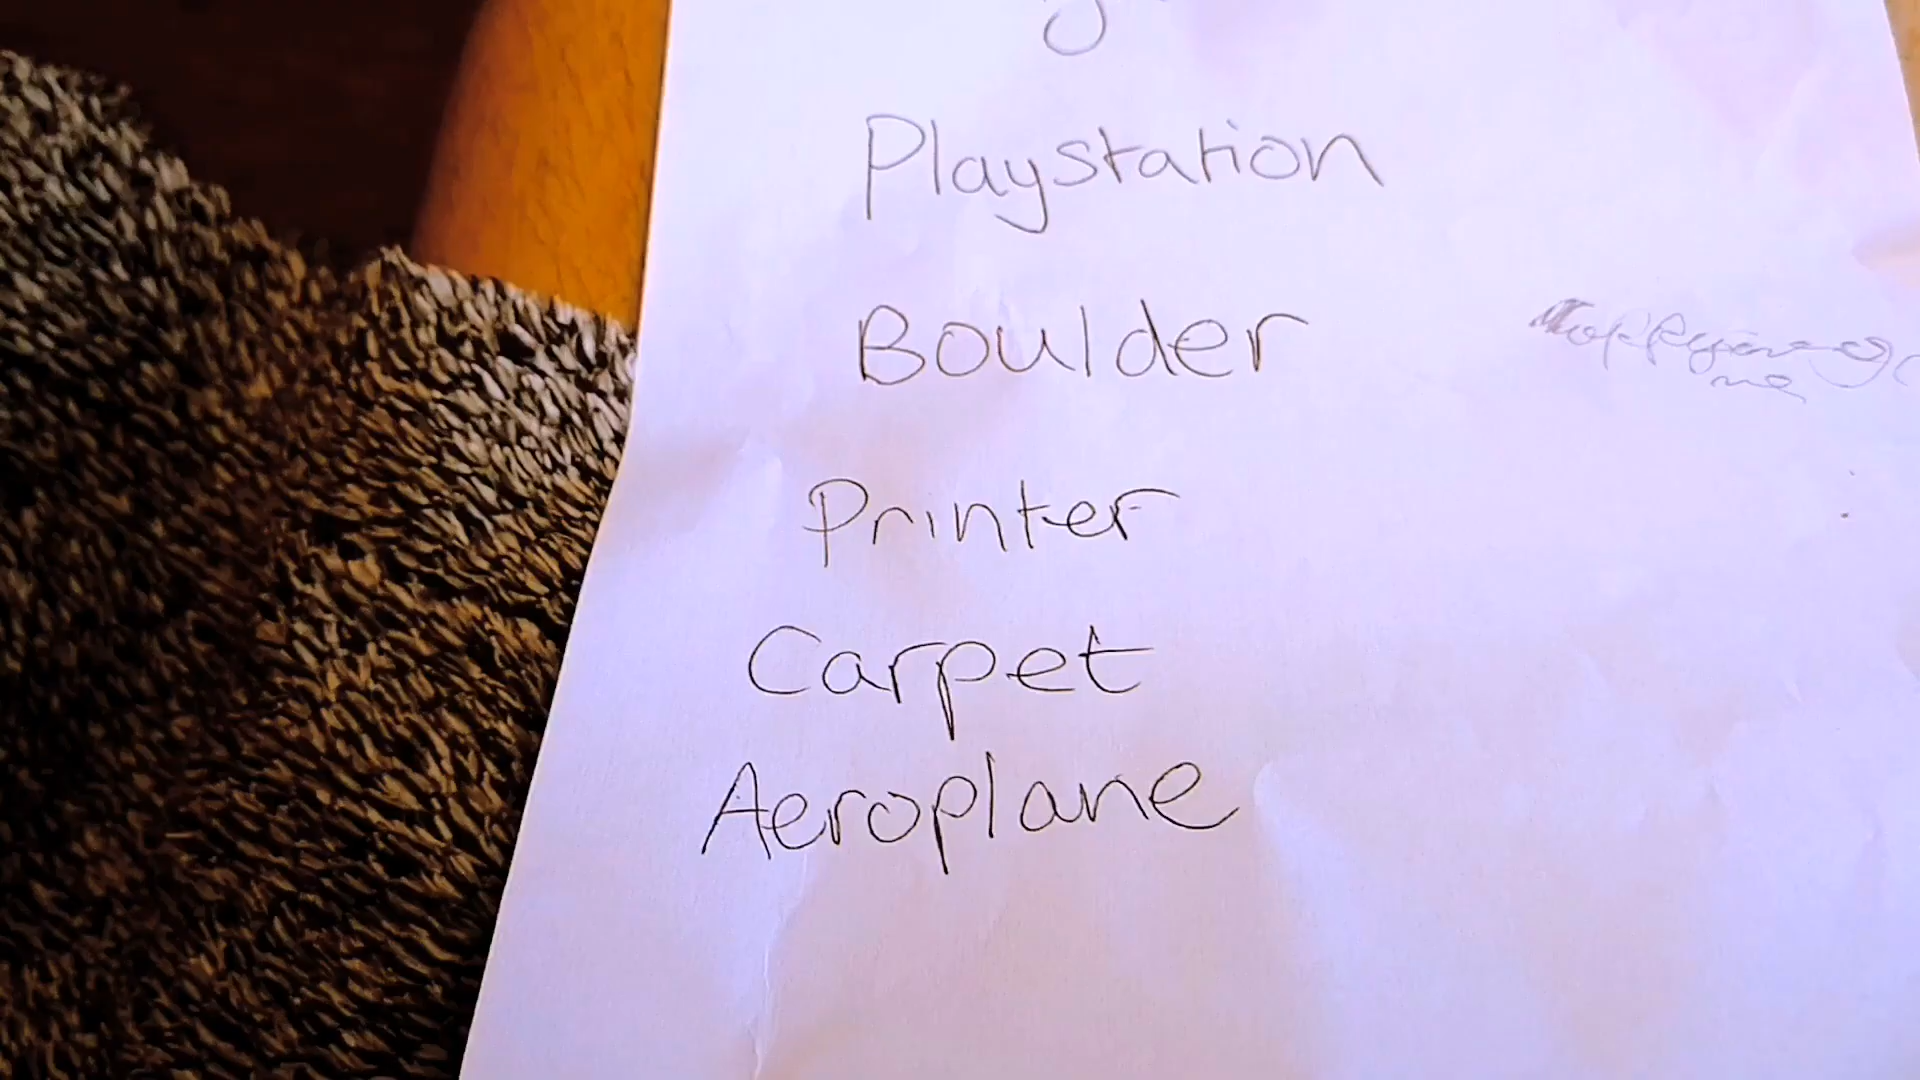 Playstation
Boulder
Printer
Carpet
Aeroplane